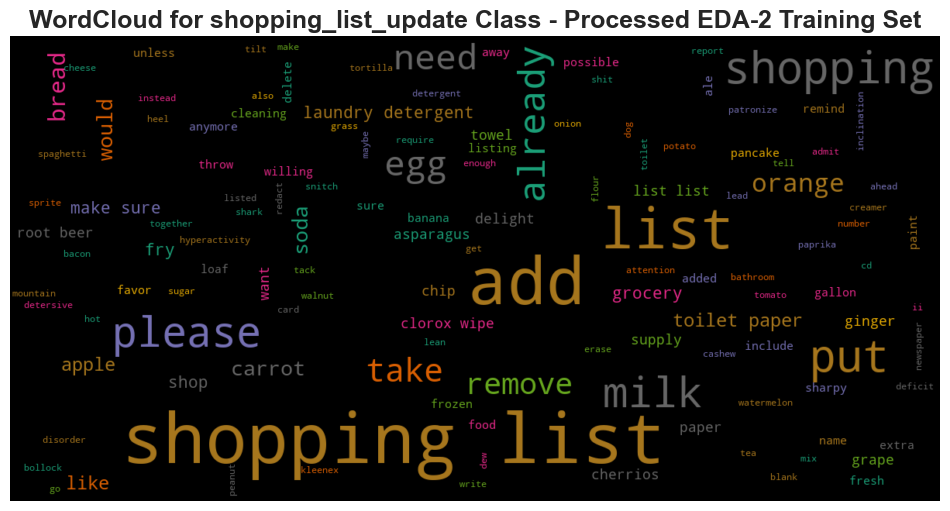 WordCloud for shopping_list_update Class - Processed EDA-2 Training Set
unless
tilt
make
need
away
possible
report
shopping
bread
cheese
delete
tortilla
already
shit
ale
instead
also
detergent
patronize
remind
inclination
would
cleaning
laundry detergent
heel
anymore
grass
maybe
require
towel
listing
onion
dog
toilet
potato
pancake
admit
tell
spaghetti
throw
willing
egg
enough
flour
list list
orange
ahead
lead
creamer
sprite
make sure
listed
redact
snitch
shark
soda
sure
banana
delight
list
number
paint
root beer
together
hyperactivity
fry
asparagus
get
paprika
bacon
loaf
want
tack
add
attention
added
bathroom
cd
mountain
detersive
favor
sugar
walnut
chip
grocery
tomato
gallon
ii
card
hot
please
clorox wipe
toilet paper
ginger
lean
erase
supply
cashew
include
put
newspaper
apple
shop
carrot
take
remove
milk
sharpy
deficit
frozen
watermelon
shopping list
food
paper
name
extra
disorder
dew
tea
mix
grape
bollock
kleenex
peanut
cherrios
blank
fresh
go
like
write